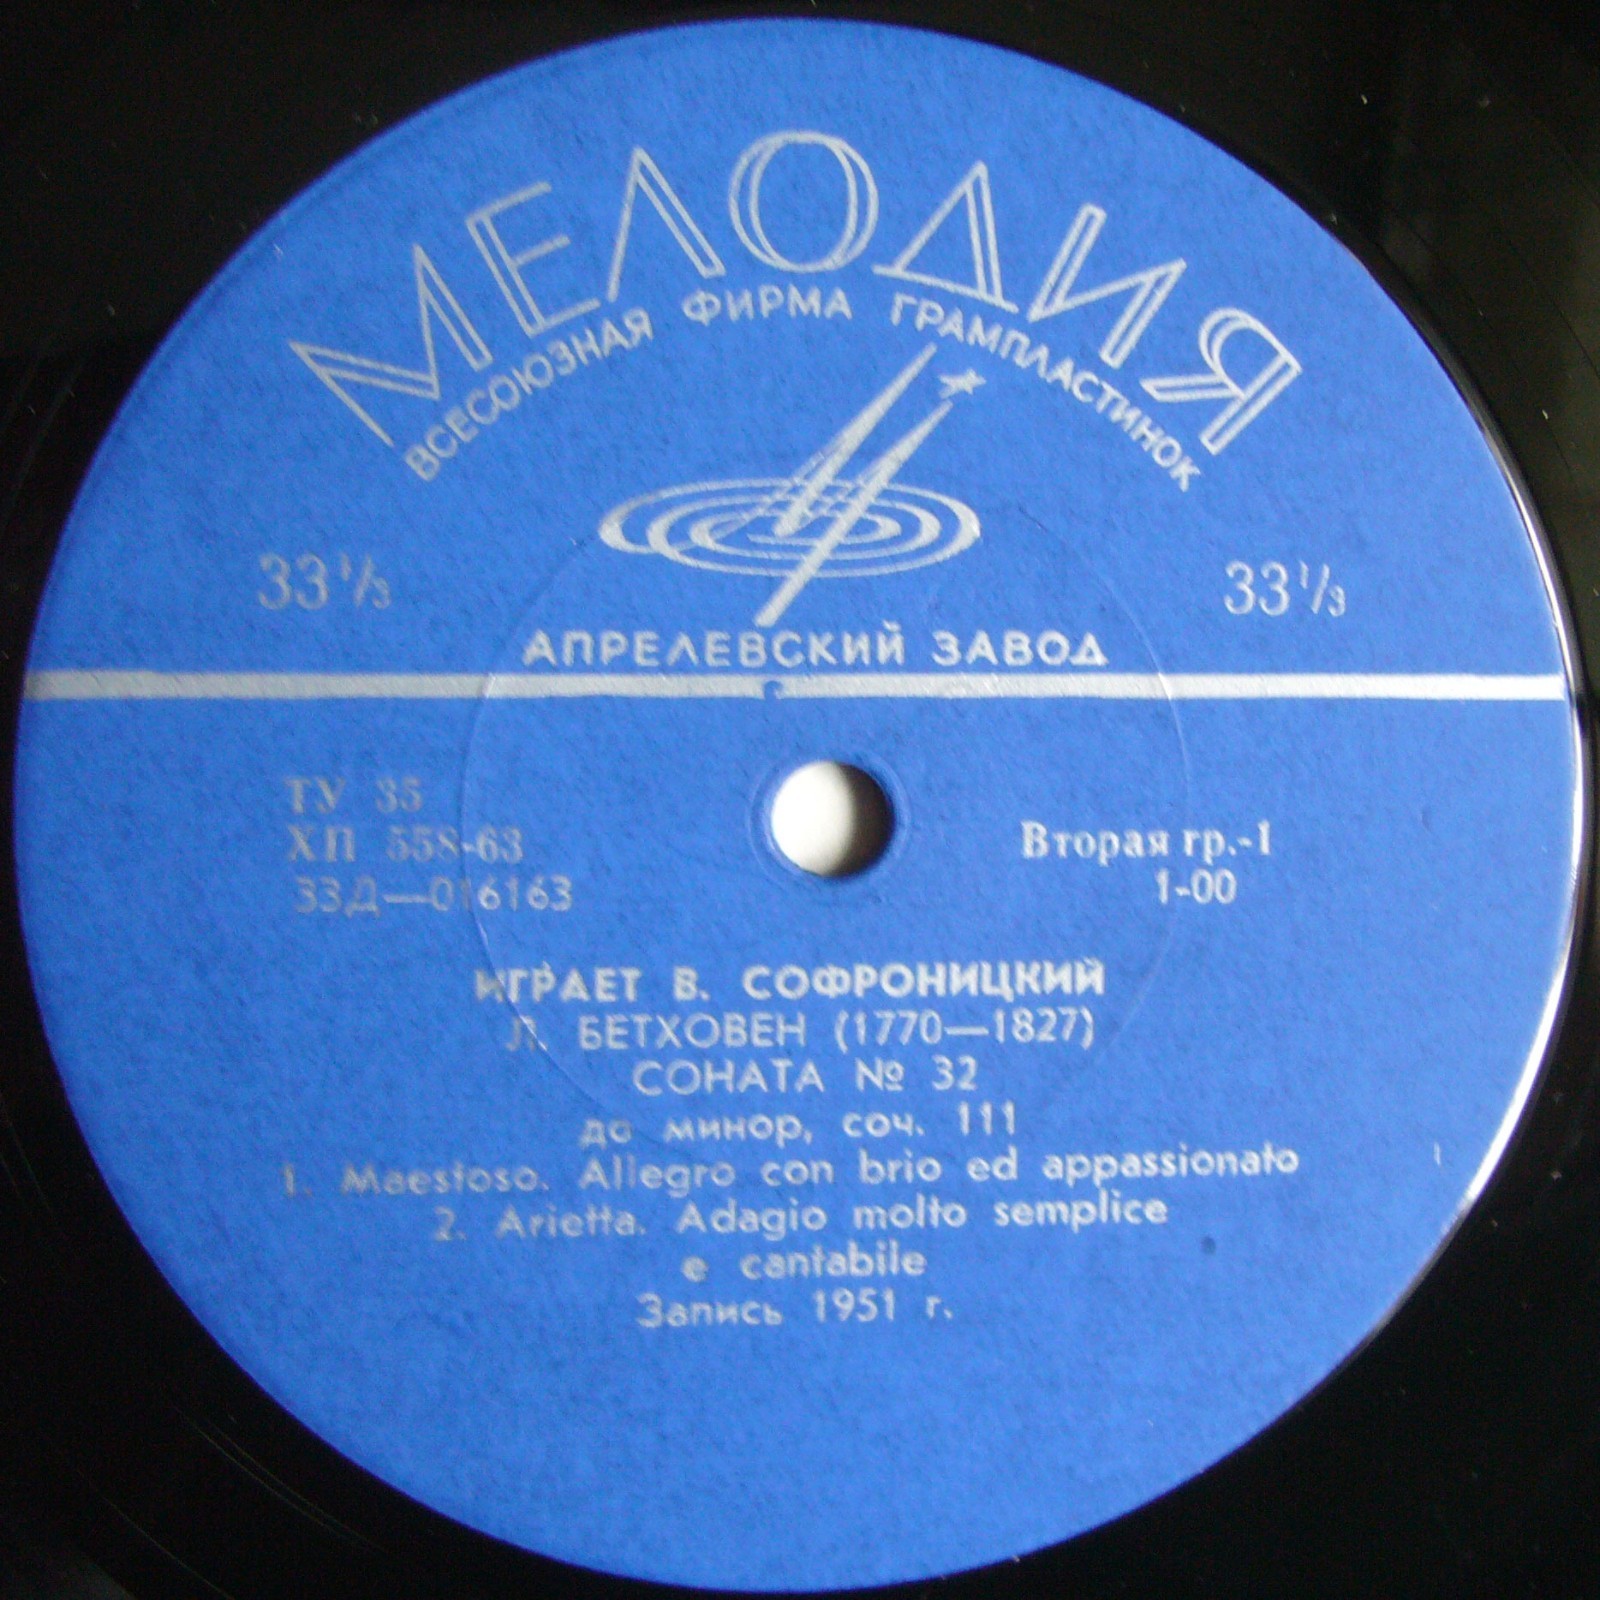 МЕЛОДИЯ
ВСЕСОЮЗНАЯ ФИРМА ГРАМПЛАСТИНОК
33⅓ 33⅓
АПРЕЛЕВСКИЙ ЗАВОД
ТУ 35
ХП 558-63
33Д—016163
Вторая гр.-1
1-00
ИГРАЕТ В. СОФРОНИЦКИЙ
Л. БЕТХОВЕН (1770—1827)
СОНАТА № 32
до минор, соч. 111
1. Maestoso. Allegro con brio ed appassionato
2. Arietta. Adagio molto semplice
e cantabile
Запись 1951 г.